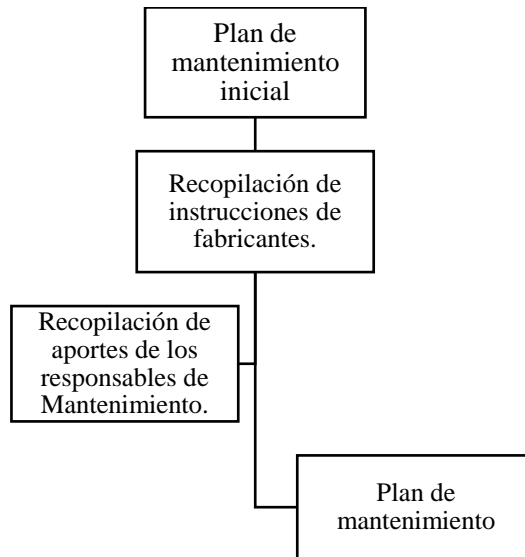 Plan de
mantenimiento
inicial
Recopilación de
instrucciones de
fabricantes.
Recopilación de
aportes de los
responsables de
Mantenimiento.
Plan de
mantenimiento